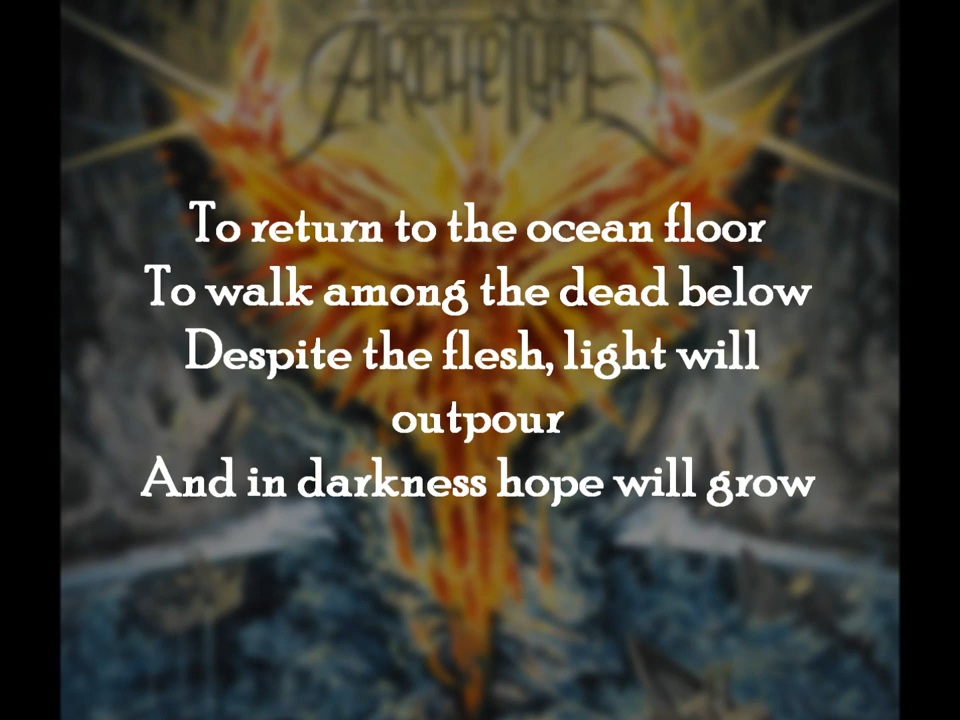 ARCHETYPE
To return to the ocean floor
To walk among the dead below
Despite the flesh, light will
outpour
And in darkness hope will grow